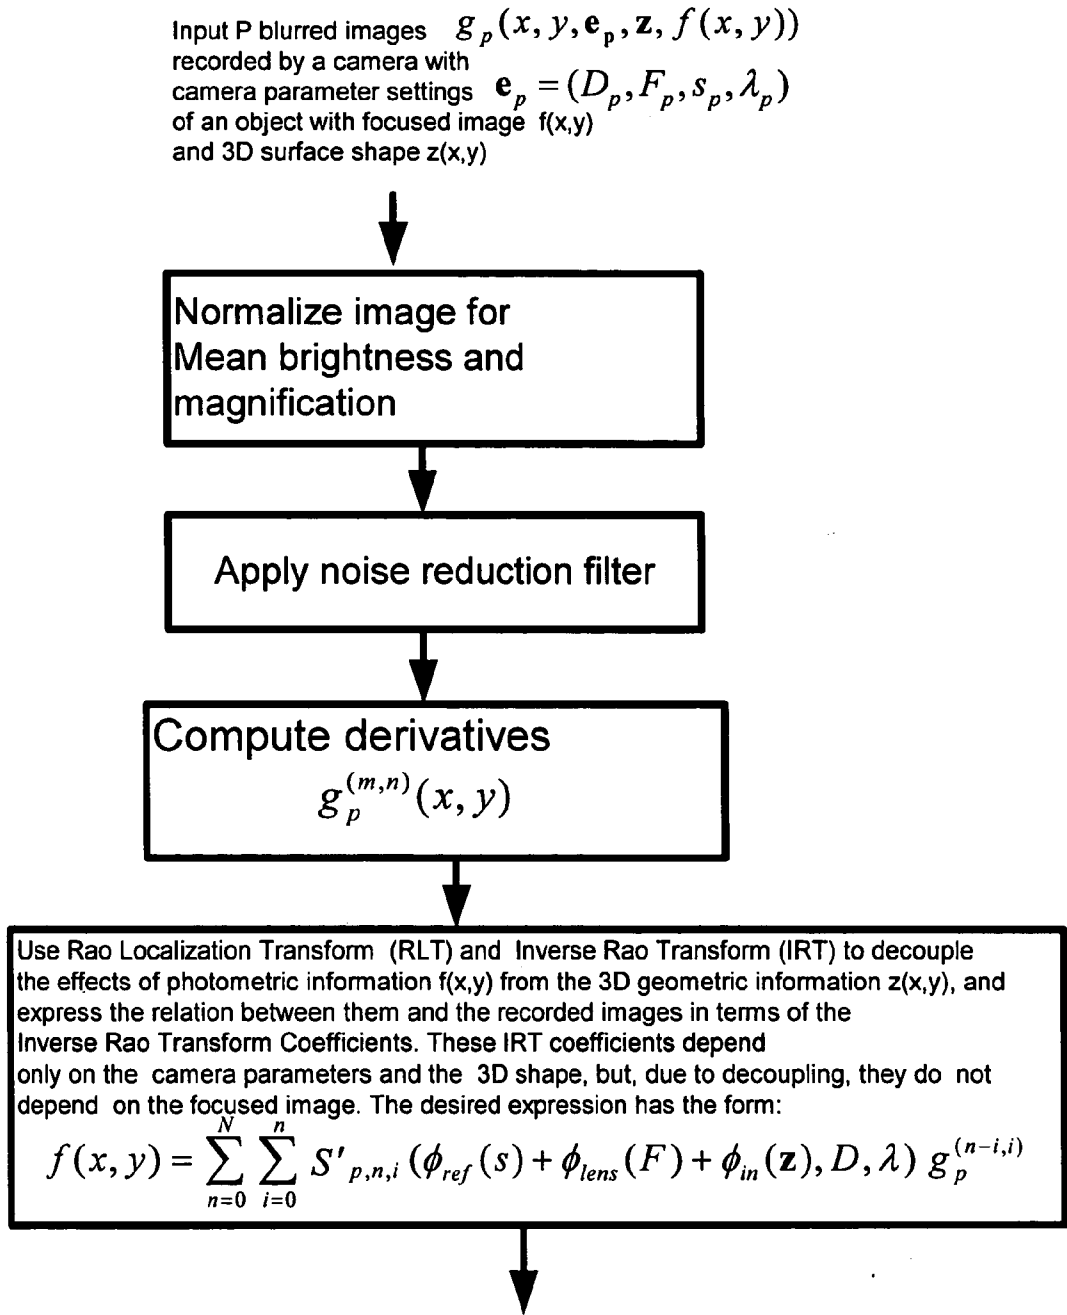 Input P blurred images g_p(x, y, e_p, z, f(x, y))
recorded by a camera with
camera parameter settings e_p = (D_p, F_p, s_p, λ_p)
of an object with focused image f(x,y)
and 3D surface shape z(x,y)
Normalize image for
Mean brightness and
magnification
Apply noise reduction filter
Compute derivatives
g_p^{(m,n)}(x, y)
Use Rao Localization Transform (RLT) and Inverse Rao Transform (IRT) to decouple
the effects of photometric information f(x,y) from the 3D geometric information z(x,y), and
express the relation between them and the recorded images in terms of the
Inverse Rao Transform Coefficients. These IRT coefficients depend
only on the camera parameters and the 3D shape, but, due to decoupling, they do not
depend on the focused image. The desired expression has the form:
f(x, y) = ∑_{n=0}^{N} ∑_{i=0}^{n} S'_{p,n,i} (ϕ_{ref}(s) + ϕ_{lens}(F) + ϕ_{in}(z), D, λ) g_p^{(n-i,i)}